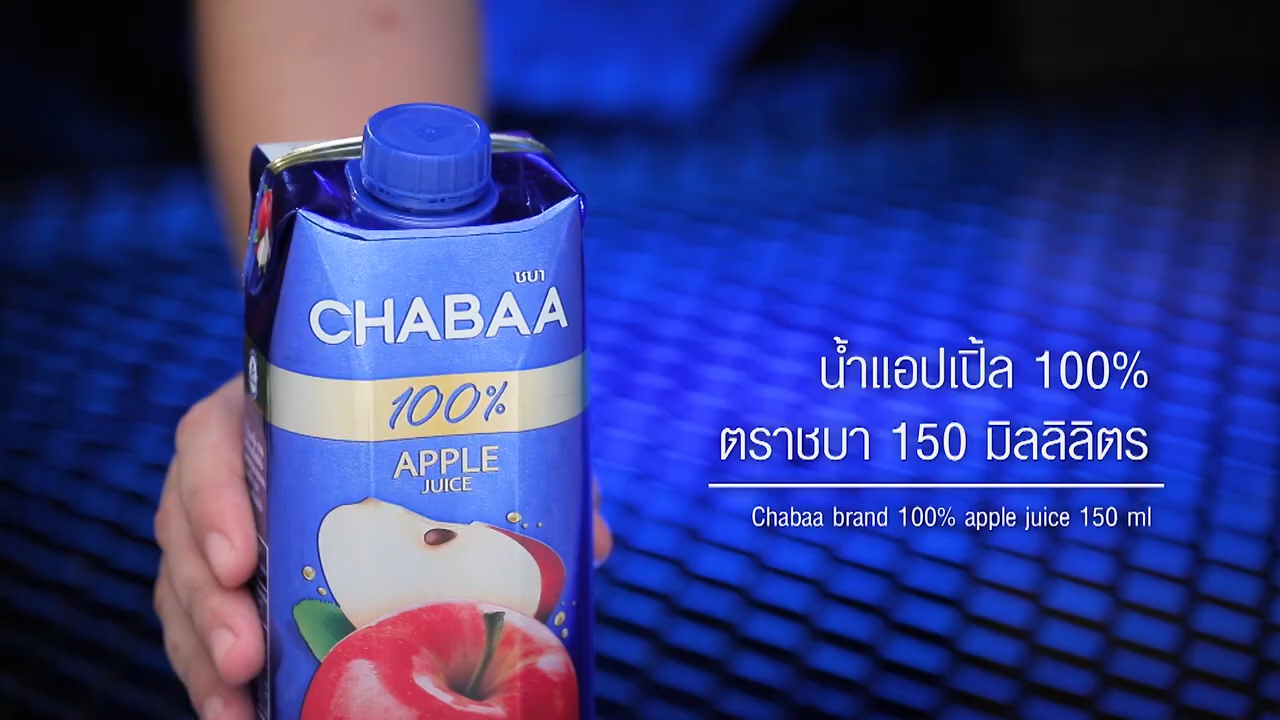 ชบา
CHABAA
100%
APPLE
JUICE
น้ำแอปเปิ้ล 100%
ตราชบา 150 มิลลิลิตร
Chabaa brand 100% apple juice 150 ml